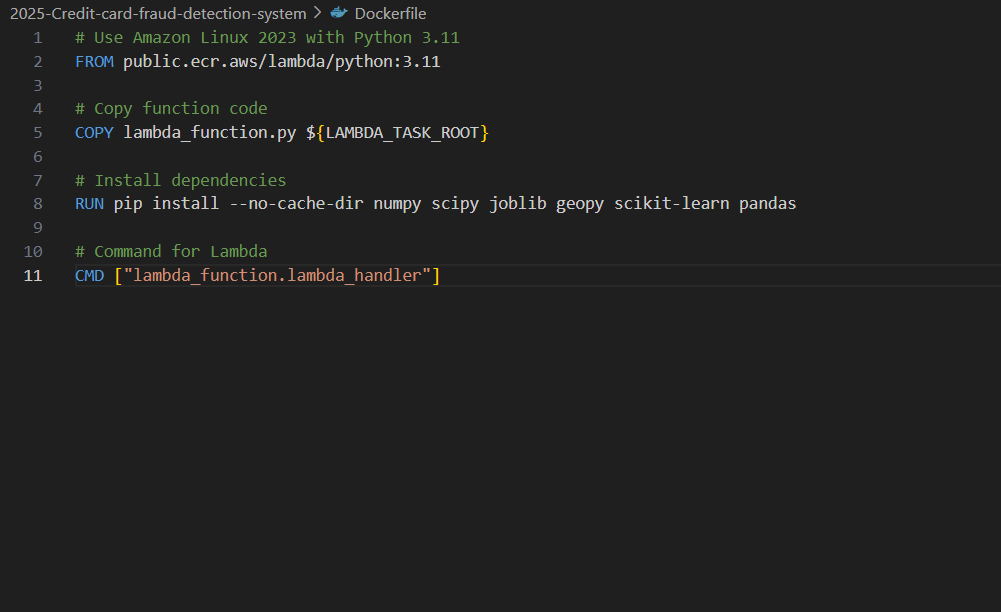 2025-Credit-card-fraud-detection-system > Dockerfile
1 # Use Amazon Linux 2023 with Python 3.11
2 FROM public.ecr.aws/lambda/python:3.11
3
4 # Copy function code
5 COPY lambda_function.py ${LAMBDA_TASK_ROOT}
6
7 # Install dependencies
8 RUN pip install --no-cache-dir numpy scipy joblib geopy scikit-learn pandas
9
10 # Command for Lambda
11 CMD ["lambda_function.lambda_handler"]